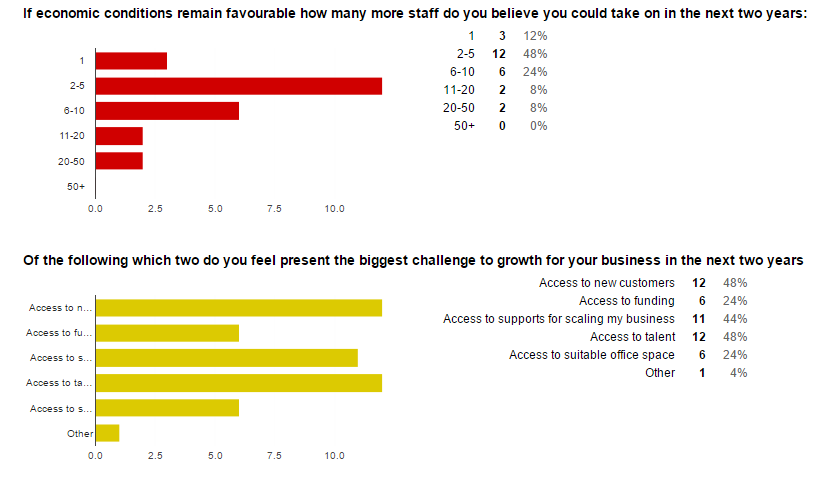 If economic conditions remain favourable how many more staff do you believe you could take on in the next two years:
1 3 12%
2-5 12 48%
6-10 6 24%
11-20 2 8%
20-50 2 8%
50+ 0 0%
1
2-5
6-10
11-20
20-50
50+
0.0 2.5 5.0 7.5 10.0
Of the following which two do you feel present the biggest challenge to growth for your business in the next two years
Access to new customers 12 48%
Access to funding 6 24%
Access to supports for scaling my business 11 44%
Access to talent 12 48%
Access to suitable office space 6 24%
Other 1 4%
Access to n...
Access to fu...
Access to s...
Access to ta...
Access to s...
Other
0.0 2.5 5.0 7.5 10.0